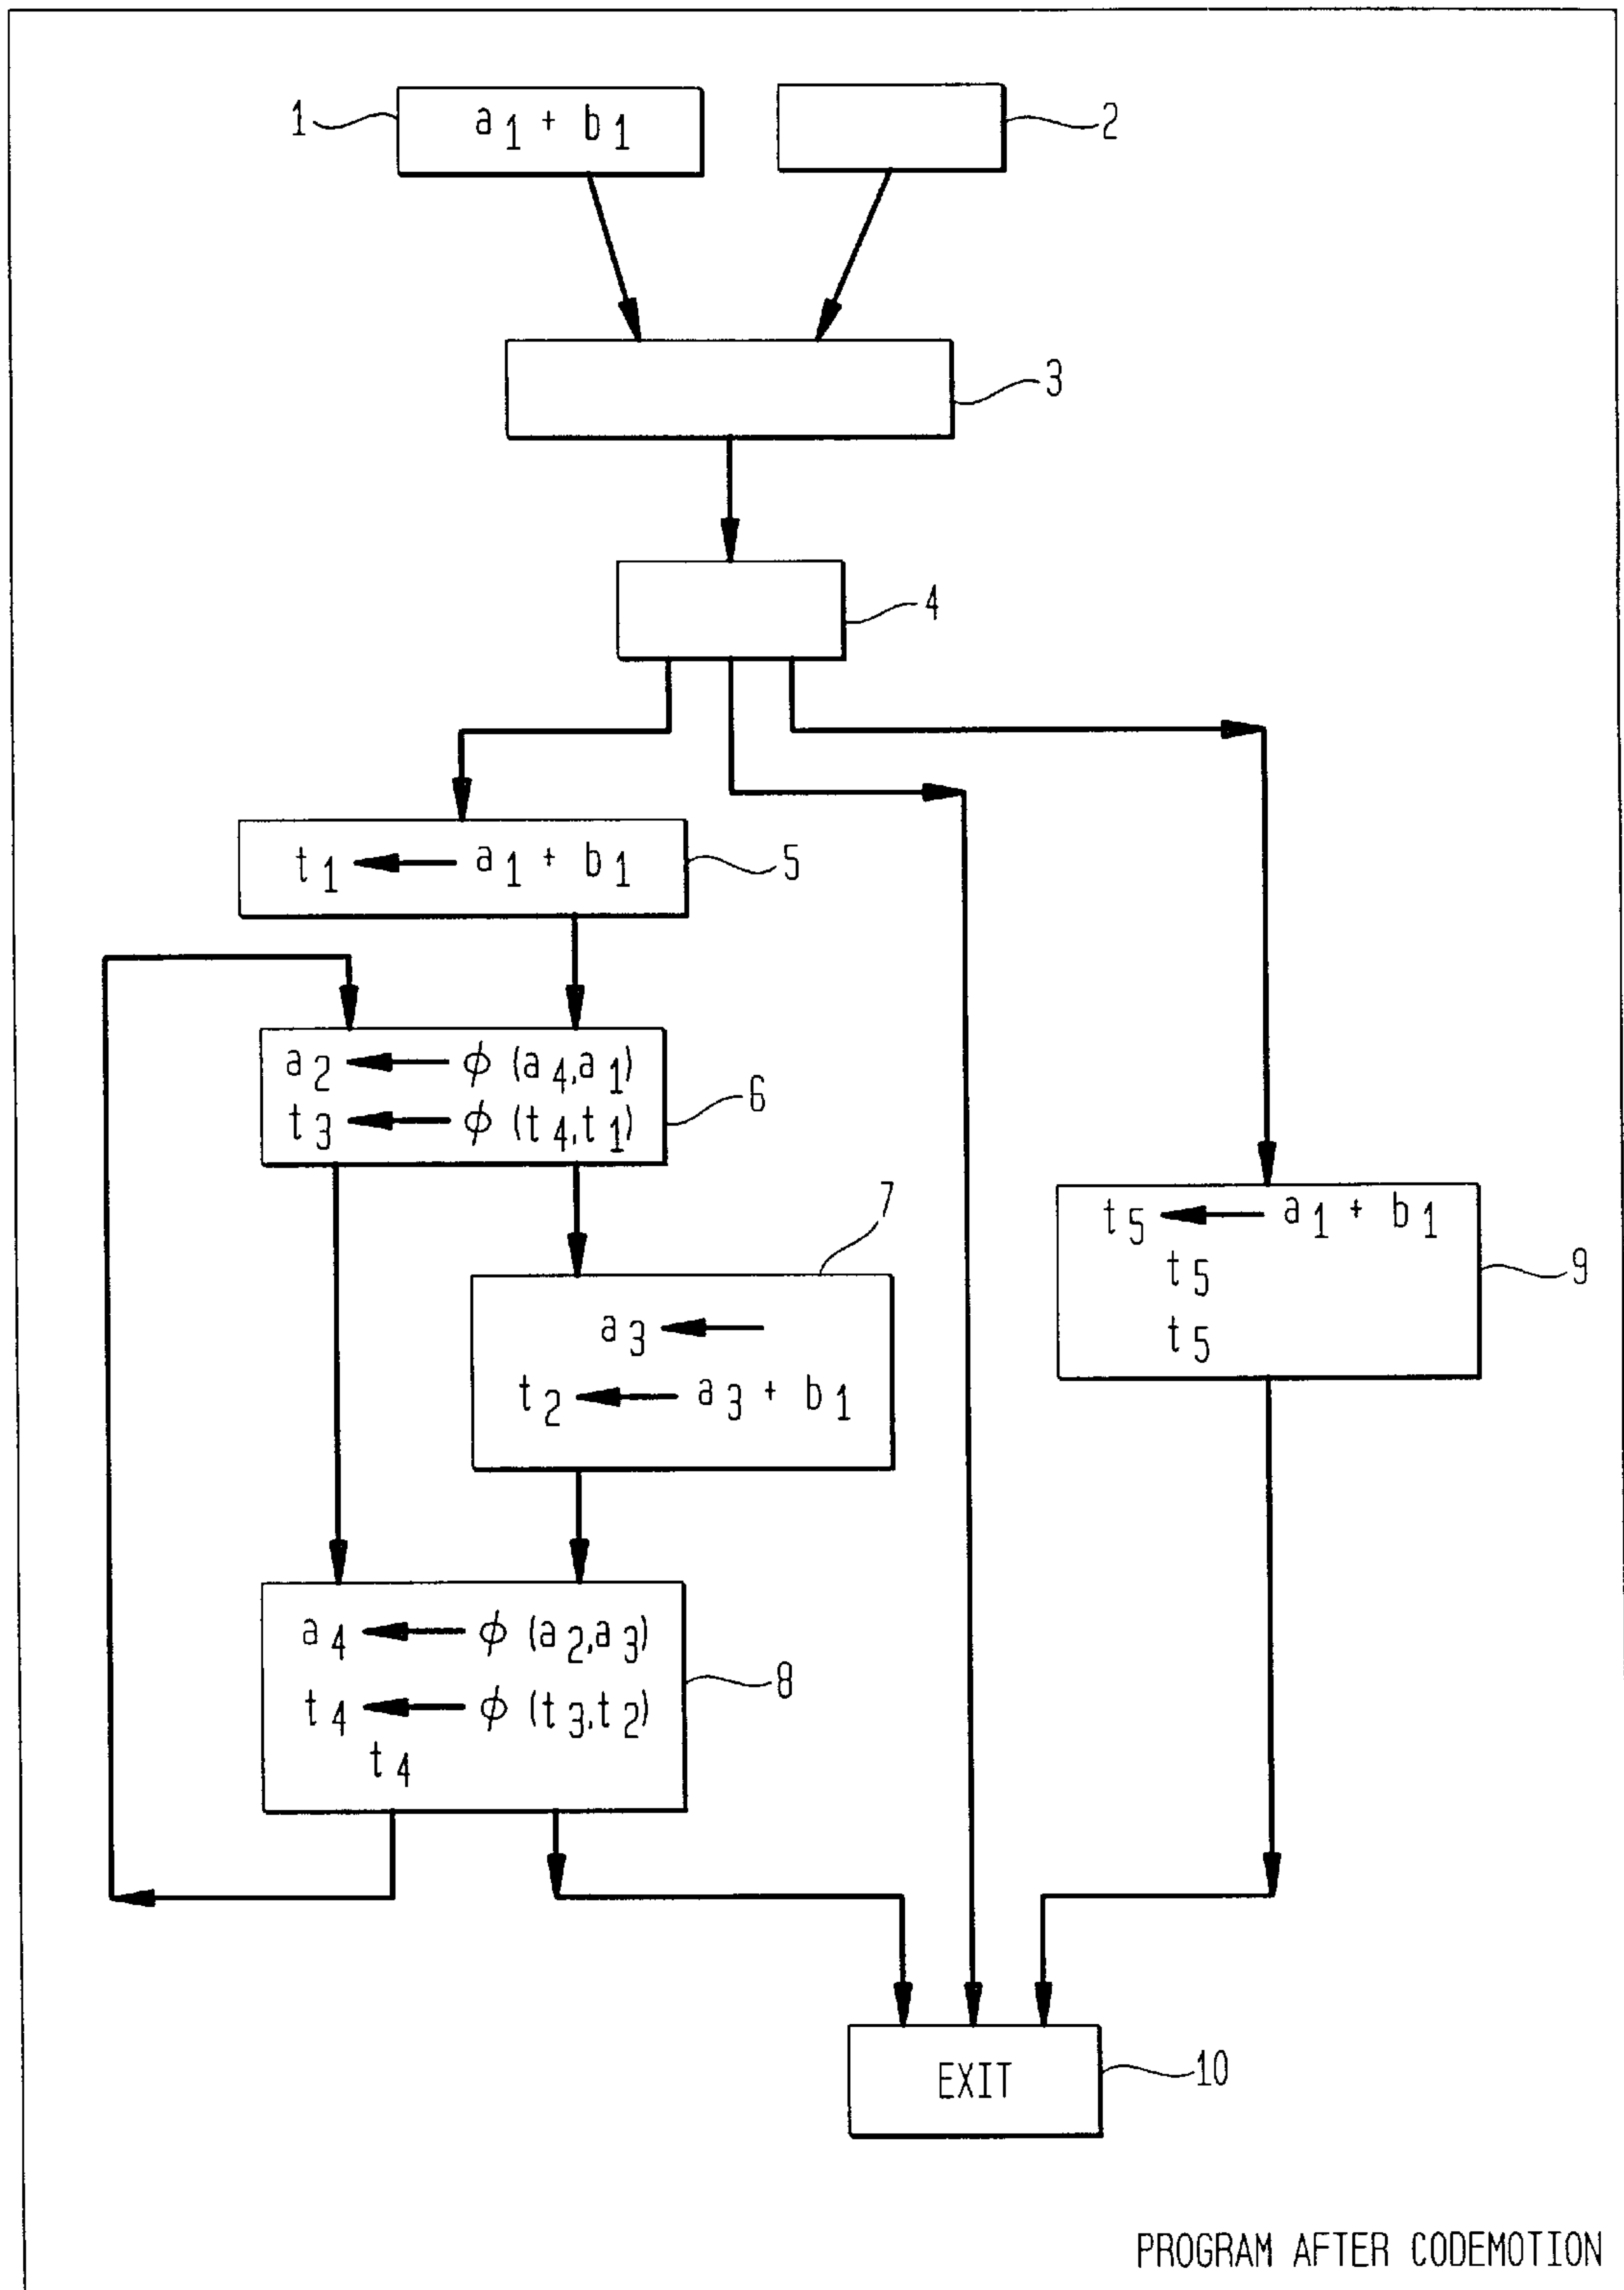 1
a₁ + b₁
2
3
4
t₁ ← a₁ + b₁
5
a₂ ← ϕ (a₄,a₁)
t₃ ← ϕ (t₄,t₁)
6
7
a₃ ←
t₂ ← a₃ + b₁
t₅ ← a₁ + b₁
t₅
t₅
9
a₄ ← ϕ (a₂,a₃)
t₄ ← ϕ (t₃,t₂)
t₄
8
EXIT
10
PROGRAM AFTER CODEMOTION